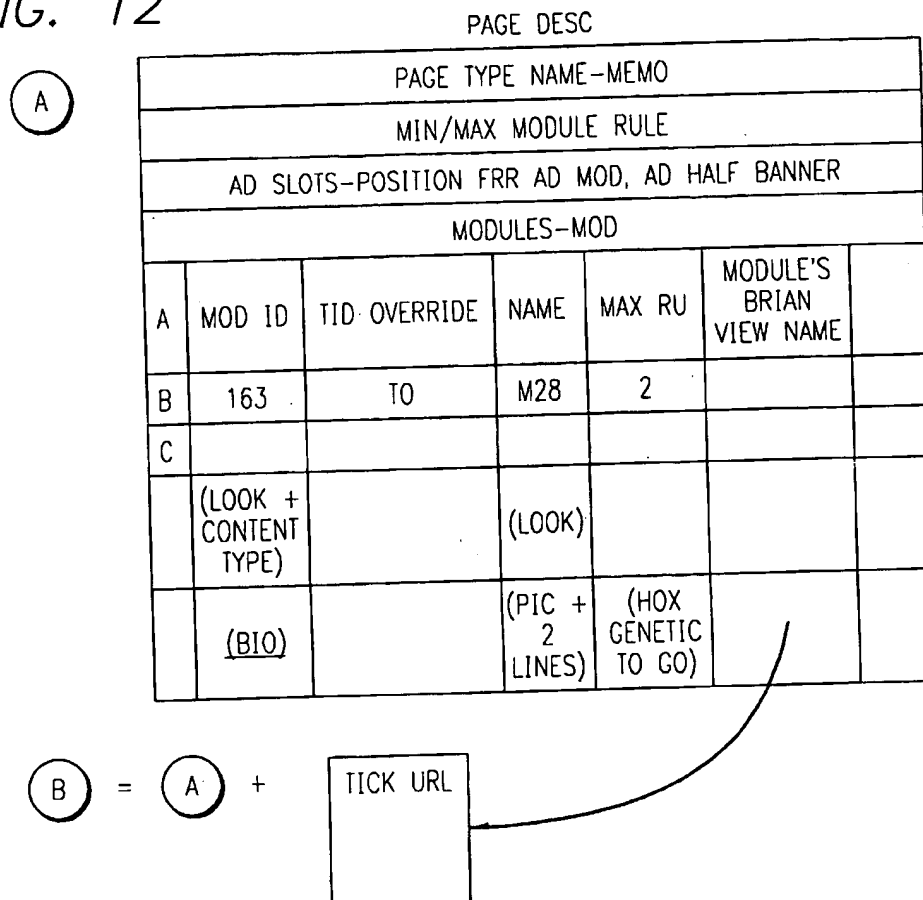 IG. 12
PAGE DESC
A
PAGE TYPE NAME-MEMO
MIN/MAX MODULE RULE
AD SLOTS-POSITION FRR AD MOD, AD HALF BANNER
MODULES-MOD
A MOD ID TID OVERRIDE NAME MAX RU MODULE'S
BRIAN
VIEW NAME
B 163 TO M28 2
C
(LOOK +
CONTENT
TYPE)
(LOOK)
(BIO)
(PIC +
2
LINES)
(HOX
GENETIC
TO GO)
B = A +
TICK URL